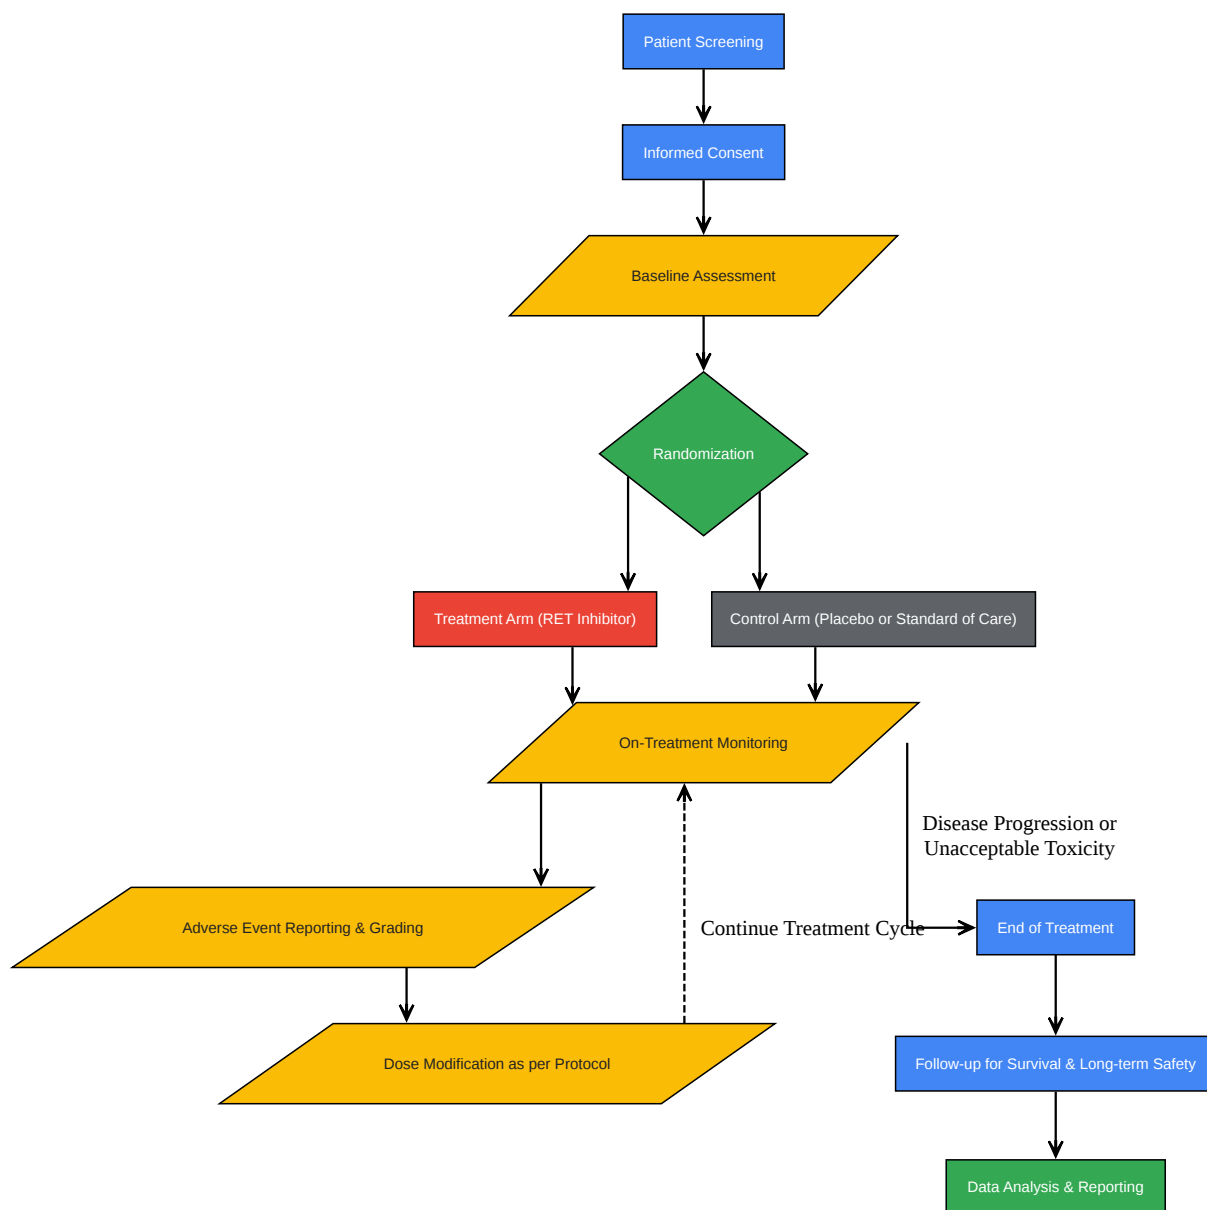 Patient Screening
Informed Consent
Baseline Assessment
Randomization
Treatment Arm (RET Inhibitor)
Control Arm (Placebo or Standard of Care)
On-Treatment Monitoring
Disease Progression or
Unacceptable Toxicity
Adverse Event Reporting & Grading
Continue Treatment Cycle
End of Treatment
Dose Modification as per Protocol
Follow-up for Survival & Long-term Safety
Data Analysis & Reporting